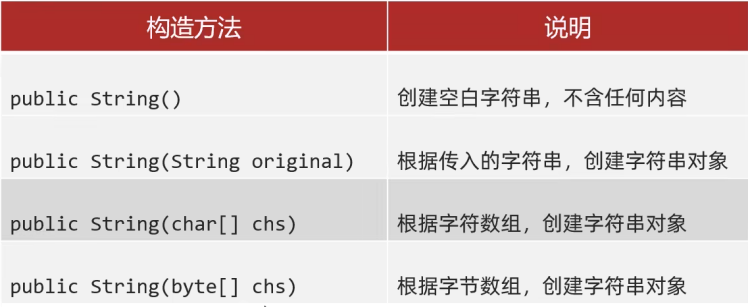 构造方法 说明
public String() 创建空白字符串，不含任何内容
public String(String original) 根据传入的字符串，创建字符串对象
public String(char[] chs) 根据字符数组，创建字符串对象
public String(byte[] chs) 根据字节数组，创建字符串对象